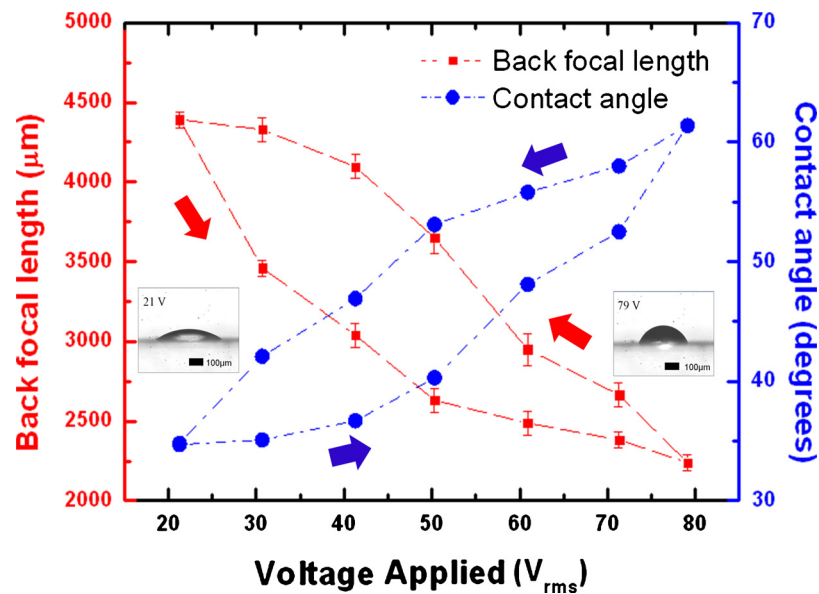 5000
4500
4000
3500
3000
2500
2000
Back focal length (μm)
Back focal length
Contact angle
70
60
50
40
30
Contact angle (degrees)
21 V
100μm
79 V
100μm
20 30 40 50 60 70 80
Voltage Applied (Vrms)